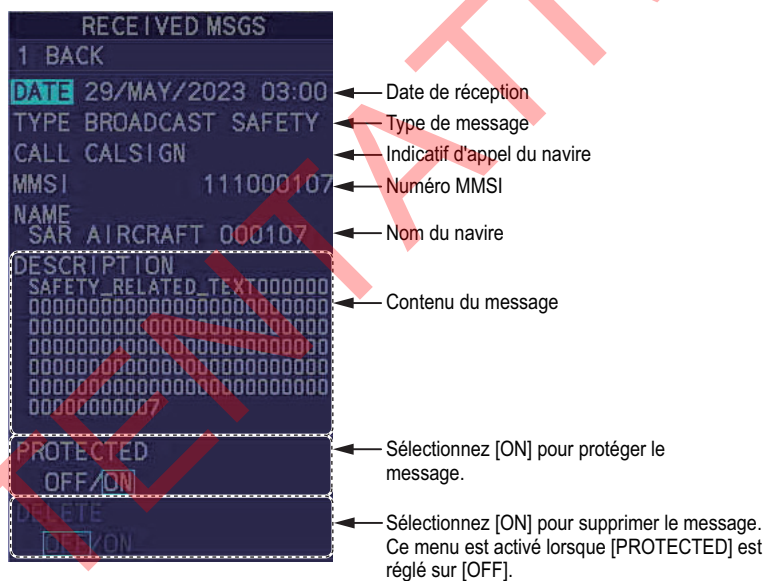 RECEIVED MSGS
1 BACK
DATE 29/MAY/2023 03:00
Date de réception
TYPE BROADCAST SAFETY
Type de message
CALL CALSIGN
Indicatif d'appel du navire
MMSI 111000107
Numéro MMSI
NAME
SAR AIRCRAFT 000107
Nom du navire
DESCRIPTION
SAFETY_RELATED_TEXT000000
0000000000000000000000000
0000000000000000000000000
0000000000000000000000000
0000000000000000000000000
00000000007
Contenu du message
PROTECTED
OFF/ON
Sélectionnez [ON] pour protéger le
message.
DELETE
OFF/ON
Sélectionnez [ON] pour supprimer le message.
Ce menu est activé lorsque [PROTECTED] est
réglé sur [OFF].